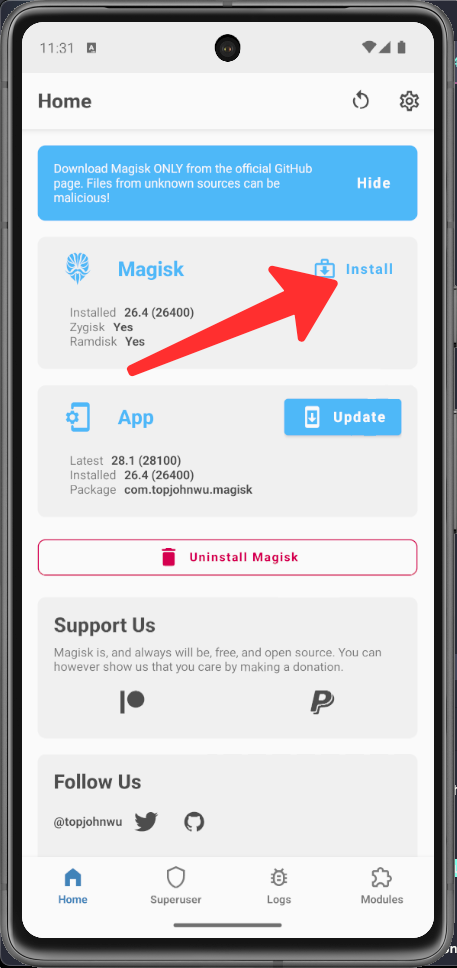 11:31
Home
Download Magisk ONLY from the official GitHub
page. Files from unknown sources can be
malicious!
Hide
Magisk
Install
Installed 26.4 (26400)
Zygisk Yes
Ramdisk Yes
App
Update
Latest 28.1 (28100)
Installed 26.4 (26400)
Package com.topjohnwu.magisk
Uninstall Magisk
Support Us
Magisk is, and always will be, free, and open source. You can
however show us that you care by making a donation.
Follow Us
@topjohnwu
Home
Superuser
Logs
Modules